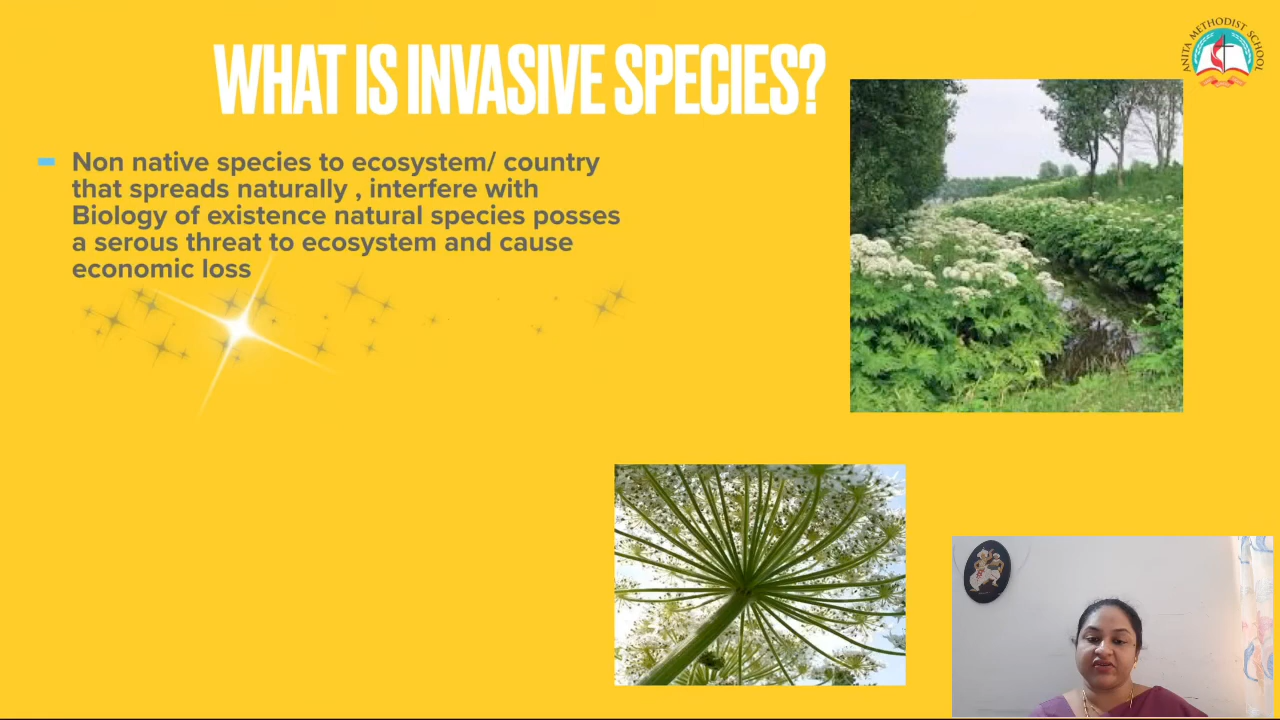 WHAT IS INVASIVE SPECIES?
ANITA METHODIST SCHOOL
Non native species to ecosystem/ country
that spreads naturally , interfere with
Biology of existence natural species posses
a serous threat to ecosystem and cause
economic loss